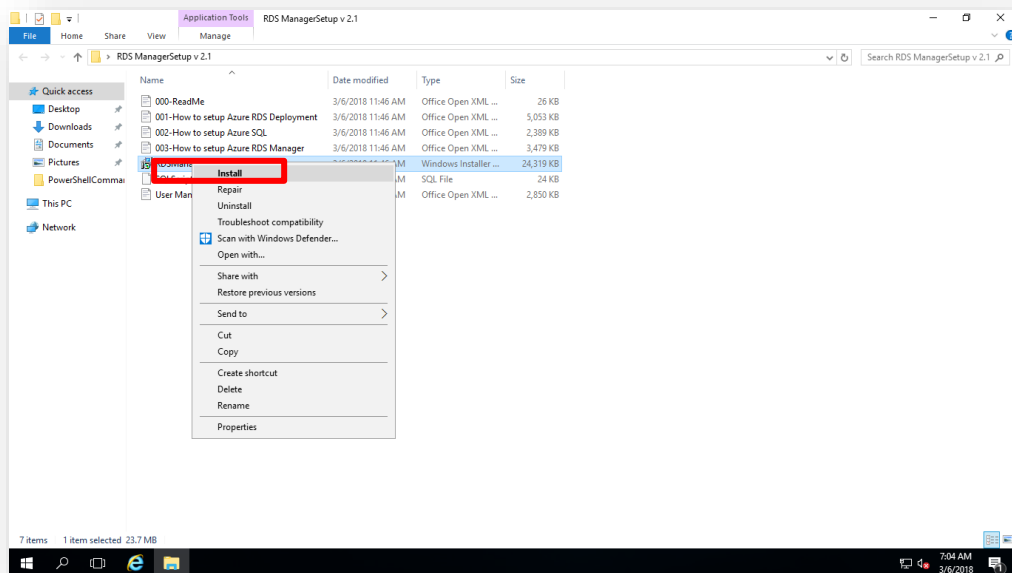 Application Tools
RDS ManagerSetup v 2.1
File
Home
Share
View
Manage
RDS ManagerSetup v 2.1
Search RDS ManagerSetup v 2.1
Name
Date modified
Type
Size
Quick access
Desktop
Downloads
Documents
Pictures
PowerShellComma
This PC
Network
000-ReadMe 3/6/2018 11:46 AM Office Open XML ... 26 KB
001-How to setup Azure RDS Deployment 3/6/2018 11:46 AM Office Open XML ... 5,053 KB
002-How to setup Azure SQL 3/6/2018 11:46 AM Office Open XML ... 2,389 KB
003-How to setup Azure RDS Manager 3/6/2018 11:46 AM Office Open XML ... 3,479 KB
Windows Installer ... 24,319 KB
AM SQL File 24 KB
User Man AM Office Open XML ... 2,850 KB
Install
Repair
Uninstall
Troubleshoot compatibility
Scan with Windows Defender...
Open with...
Share with
Restore previous versions
Send to
Cut
Copy
Create shortcut
Delete
Rename
Properties
7 items 1 item selected 23.7 MB
7:04 AM
3/6/2018